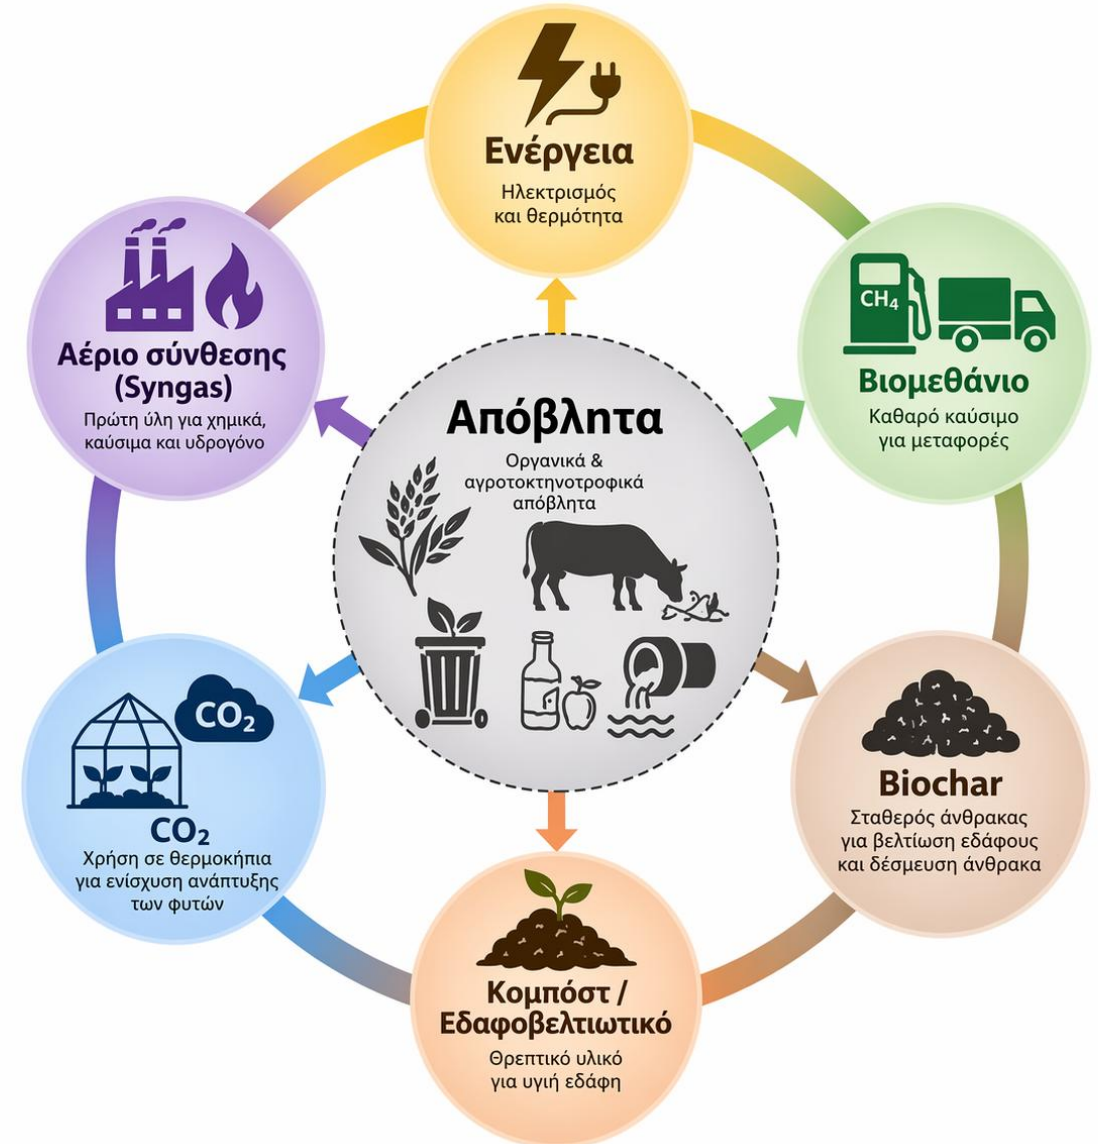 Ενέργεια
Ηλεκτρισμός
και θερμότητα
CH₄
Βιομεθάνιο
Καθαρό καύσιμο
για μεταφορές
Αέριο σύνθεσης
(Syngas)
Πρώτη ύλη για χημικά,
καύσιμα και υδρογόνο
Απόβλητα
Οργανικά &
αγροτοκτηνοτροφικά
απόβλητα
CO₂
CO₂
Χρήση σε θερμοκήπια
για ενίσχυση ανάπτυξης
των φυτών
Biochar
Σταθερός άνθρακας
για βελτίωση εδάφους
και δέσμευση άνθρακα
Κομπόστ /
Εδαφοβελτιωτικό
Θρεπτικό υλικό
για υγιή εδάφη